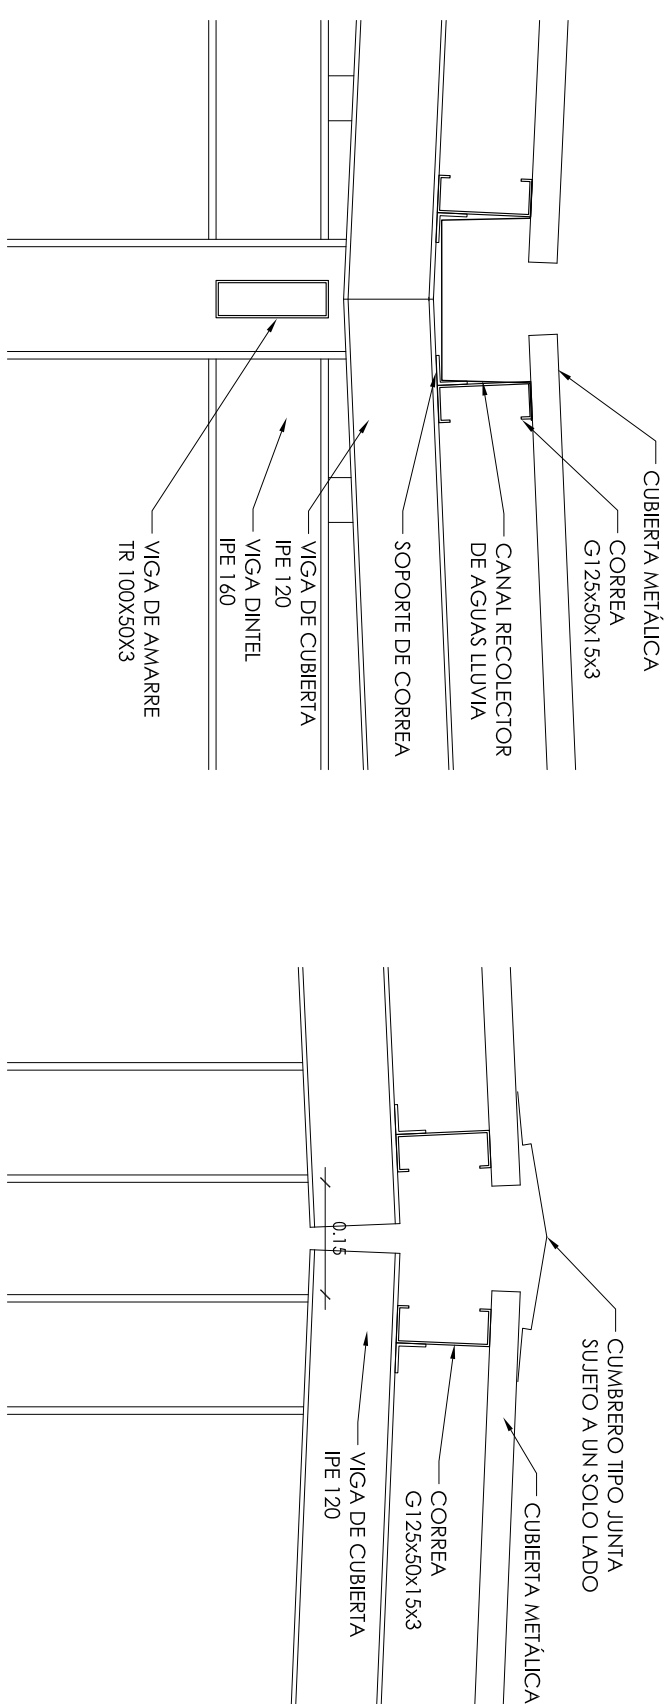 CUBIERTA METÁLICA
CORREA
G125x50x15x3
CANAL RECOLECTOR
DE AGUAS LLUVIA
SOPORTE DE CORREA
VIGA DE CUBIERTA
IPE 120
VIGA DINTEL
IPE 160
VIGA DE AMARRE
TR 100X50X3
CUMBRERO TIPO JUNTA
SUJETO A UN SOLO LADO
CUBIERTA METÁLICA
CORREA
G125x50x15x3
VIGA DE CUBIERTA
IPE 120
0.15